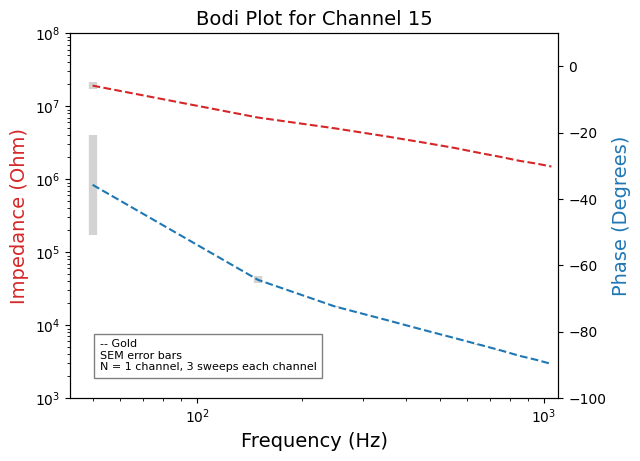 Bodi Plot for Channel 15
10^8
10^7
10^6
10^5
10^4
10^3
Impedance (Ohm)
0
−20
−40
−60
−80
−100
Phase (Degrees)
-- Gold
SEM error bars
N = 1 channel, 3 sweeps each channel
10^2
10^3
Frequency (Hz)